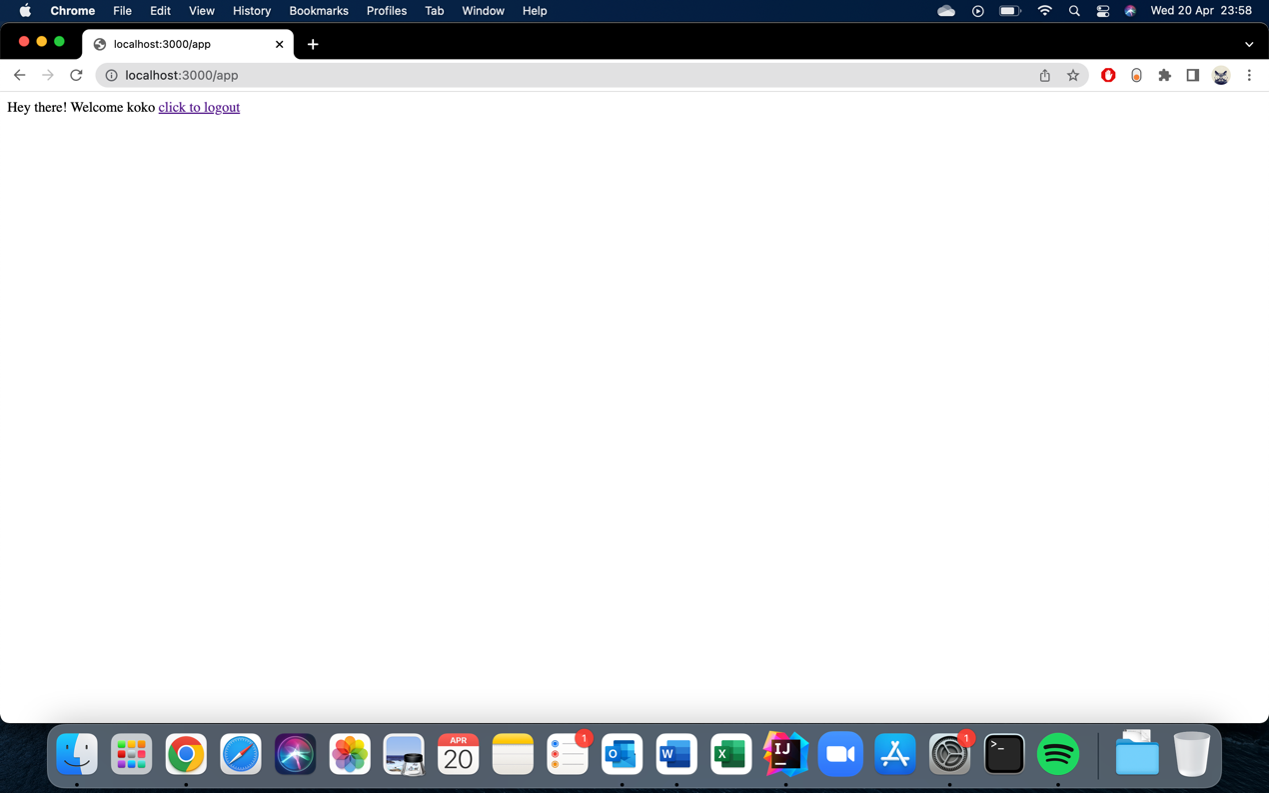 Chrome File Edit View History Bookmarks Profiles Tab Window Help Wed 20 Apr 23:58
localhost:3000/app
localhost:3000/app
Hey there! Welcome koko click to logout
APR
20
1
O
W
X
IJ
1
>_